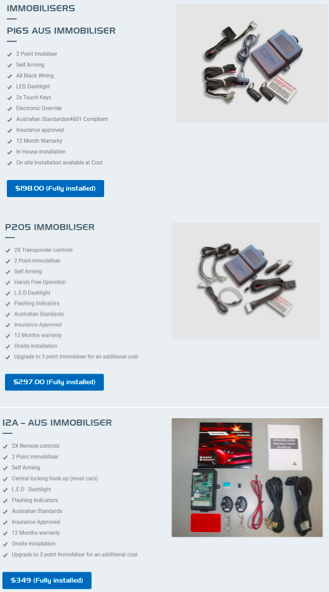 IMMOBILISERS
P165 AUS IMMOBILISER
2 Point Imobiliser
Self Arming
All Black Wiring
LED Dashlight
2x Touch Keys
Electronic Override
Australian Standardsn4601 Compliant
Insurance approved
12 Month Warranty
In House installation
On site Installation available at Cost
$198.00 (Fully installed)
P205 IMMOBILISER
2X Transponder controls
2 Point immobiliser
Self Arming
Hands Free Operation
L.E.D Dashlight
Flashing Indicators
Australian Standards
Insurance Approved
12 Months warranty
Onsite installation
Upgrade to 3 point Immobiliser for an additional cost
$297.00 (Fully installed)
12A – AUS IMMOBILISER
2X Remote controls
2 Point immobiliser
Self Arming
Central locking hook up (most cars)
L.E.D Dashlight
Flashing Indicators
Australian Standards
Insurance Approved
12 Months warranty
Onsite Installation
Upgrade to 3 point Immobiliser for an additional cost
$349 (Fully installed)